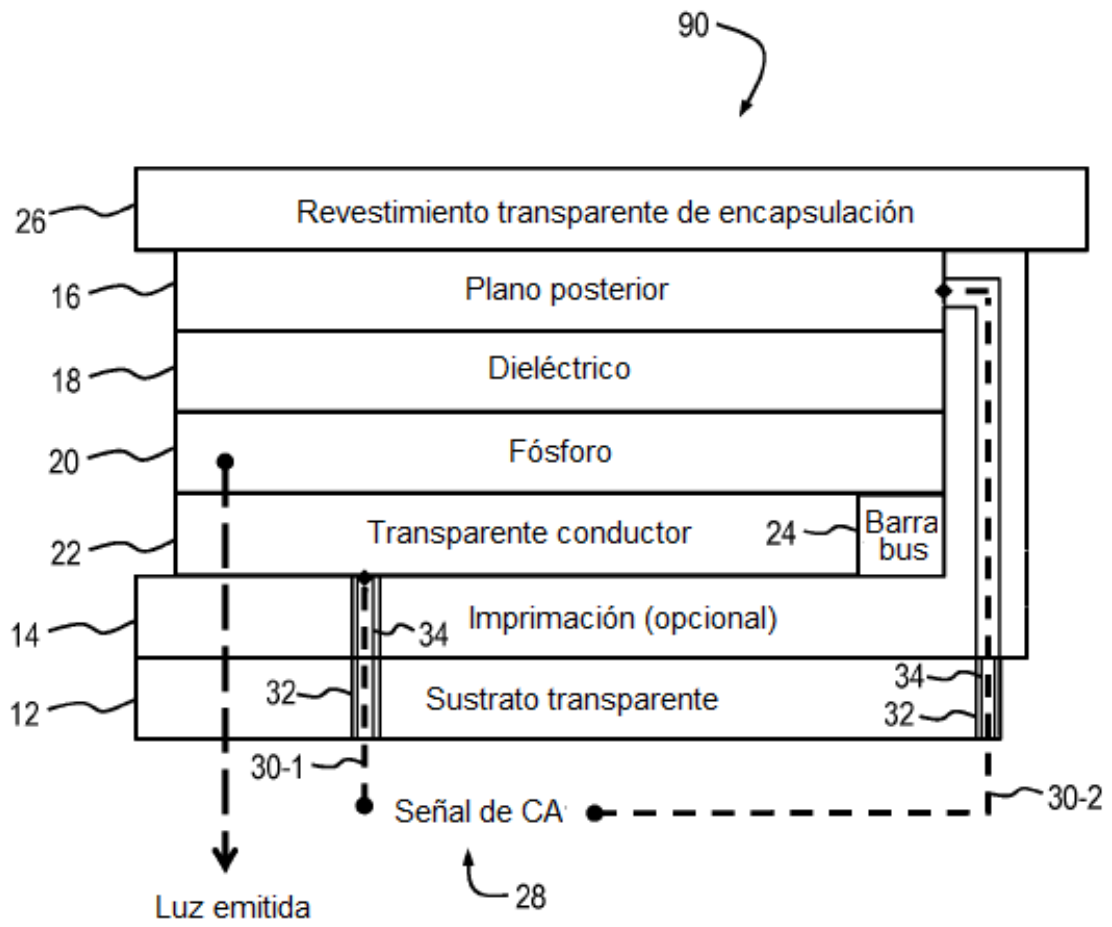 90
26
Revestimiento transparente de encapsulación
16
Plano posterior
18
Dieléctrico
20
Fósforo
22
Transparente conductor
24
Barra
bus
14
Imprimación (opcional)
34
12
32
Sustrato transparente
34
32
30-1
30-2
Señal de CA
28
Luz emitida